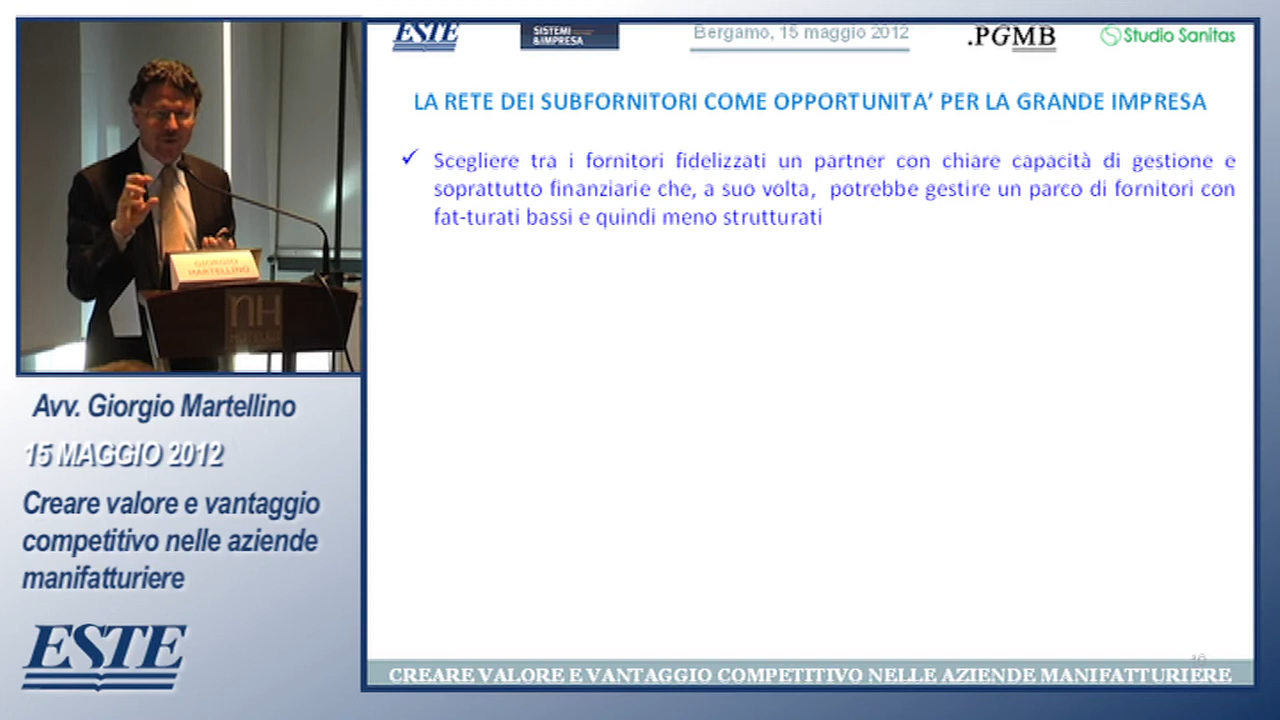 ESTE
SISTEMI
&IMPRESA
Bergamo, 15 maggio 2012
.PGMB
Studio Sanitas
LA RETE DEI SUBFORNITORI COME OPPORTUNITA' PER LA GRANDE IMPRESA
✓ Scegliere tra i fornitori fidelizzati un partner con chiare capacità di gestione e
soprattutto finanziarie che, a suo volta, potrebbe gestire un parco di fornitori con
fat-turati bassi e quindi meno strutturati
GIORGIO
MARTELLINO
nH
Avv. Giorgio Martellino
15 MAGGIO 2012
Creare valore e vantaggio
competitivo nelle aziende
manifatturiere
ESTE
CREARE VALORE E VANTAGGIO COMPETITIVO NELLE AZIENDE MANIFATTURIERE